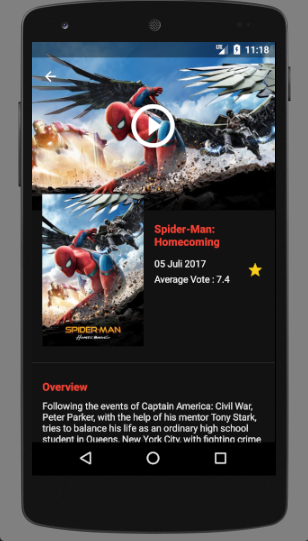 11:18
Spider-Man:
Homecoming
05 Juli 2017
Average Vote : 7.4
SPIDER-MAN
HOMECOMING
Overview
Following the events of Captain America: Civil War,
Peter Parker, with the help of his mentor Tony Stark,
tries to balance his life as an ordinary high school
student in Queens, New York City, with fighting crime